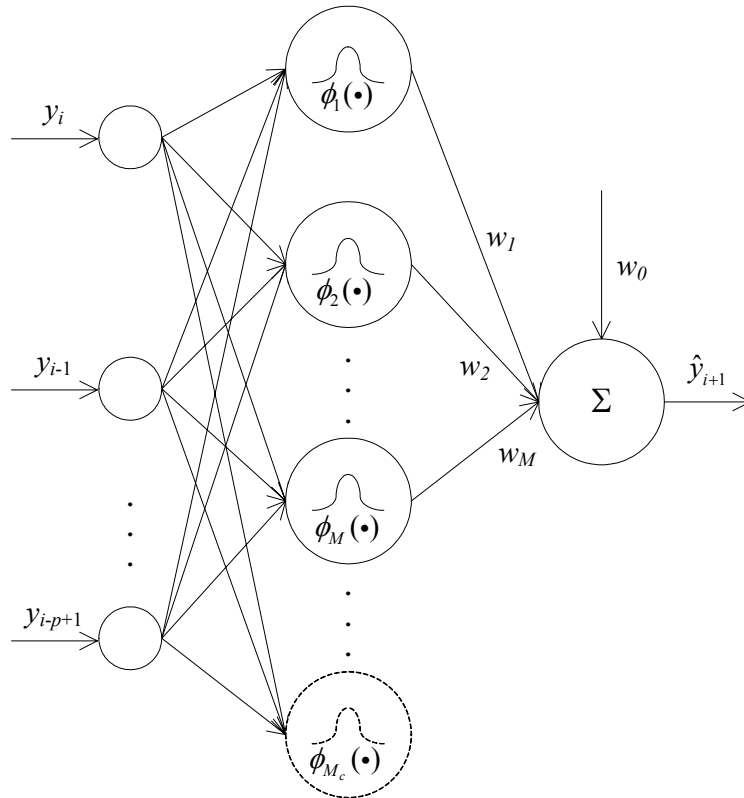 y_i
y_{i-1}
y_{i-p+1}
ϕ_1(•)
ϕ_2(•)
ϕ_M(•)
ϕ_{M_c}(•)
w_1
w_2
w_M
w_0
Σ
ŷ_{i+1}